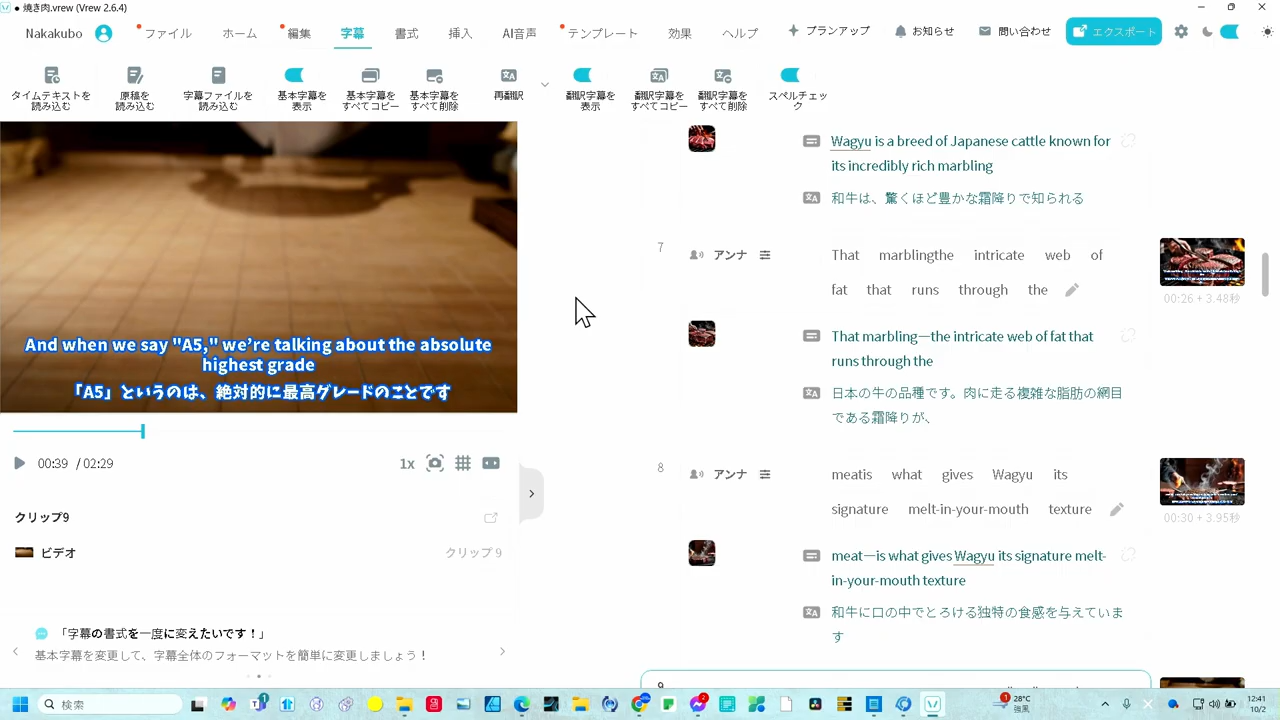 ● 焼き肉.vrew (Vrew 2.6.4)
Nakakubo
ファイル ホーム 編集 字幕 書式 挿入 AI音声 テンプレート 効果 ヘルプ
プランアップ お知らせ 問い合わせ エクスポート
タイムテキストを読み込む
原稿を読み込む
字幕ファイルを読み込む
基本字幕を表示
基本字幕をすべてコピー
基本字幕をすべて削除
再翻訳
翻訳字幕を表示
翻訳字幕をすべてコピー
翻訳字幕をすべて削除
スペルチェック
And when we say "A5," we're talking about the absolute
highest grade
「A5」というのは、絶対的に最高グレードのことです
00:39 / 02:29
1x
クリップ9
ビデオ クリップ 9
「字幕の書式を一度に変えたいです！」
基本字幕を変更して、字幕全体のフォーマットを簡単に変更しましょう！
Wagyu is a breed of Japanese cattle known for
its incredibly rich marbling
和牛は、驚くほど豊かな霜降りで知られる
7 アンナ That marblingthe intricate web of
fat that runs through the
00:26 + 3.48秒
That marbling—the intricate web of fat that
runs through the
日本の牛の品種です。肉に走る複雑な脂肪の網目
である霜降りが、
8 アンナ meatis what gives Wagyu its
signature melt-in-your-mouth texture
00:30 + 3.95秒
meat—is what gives Wagyu its signature melt-
in-your-mouth texture
和牛に口の中でとろける独特の食感を与えていま
す
9
検索
1
2
1
28°C
強風
12:41
10/2